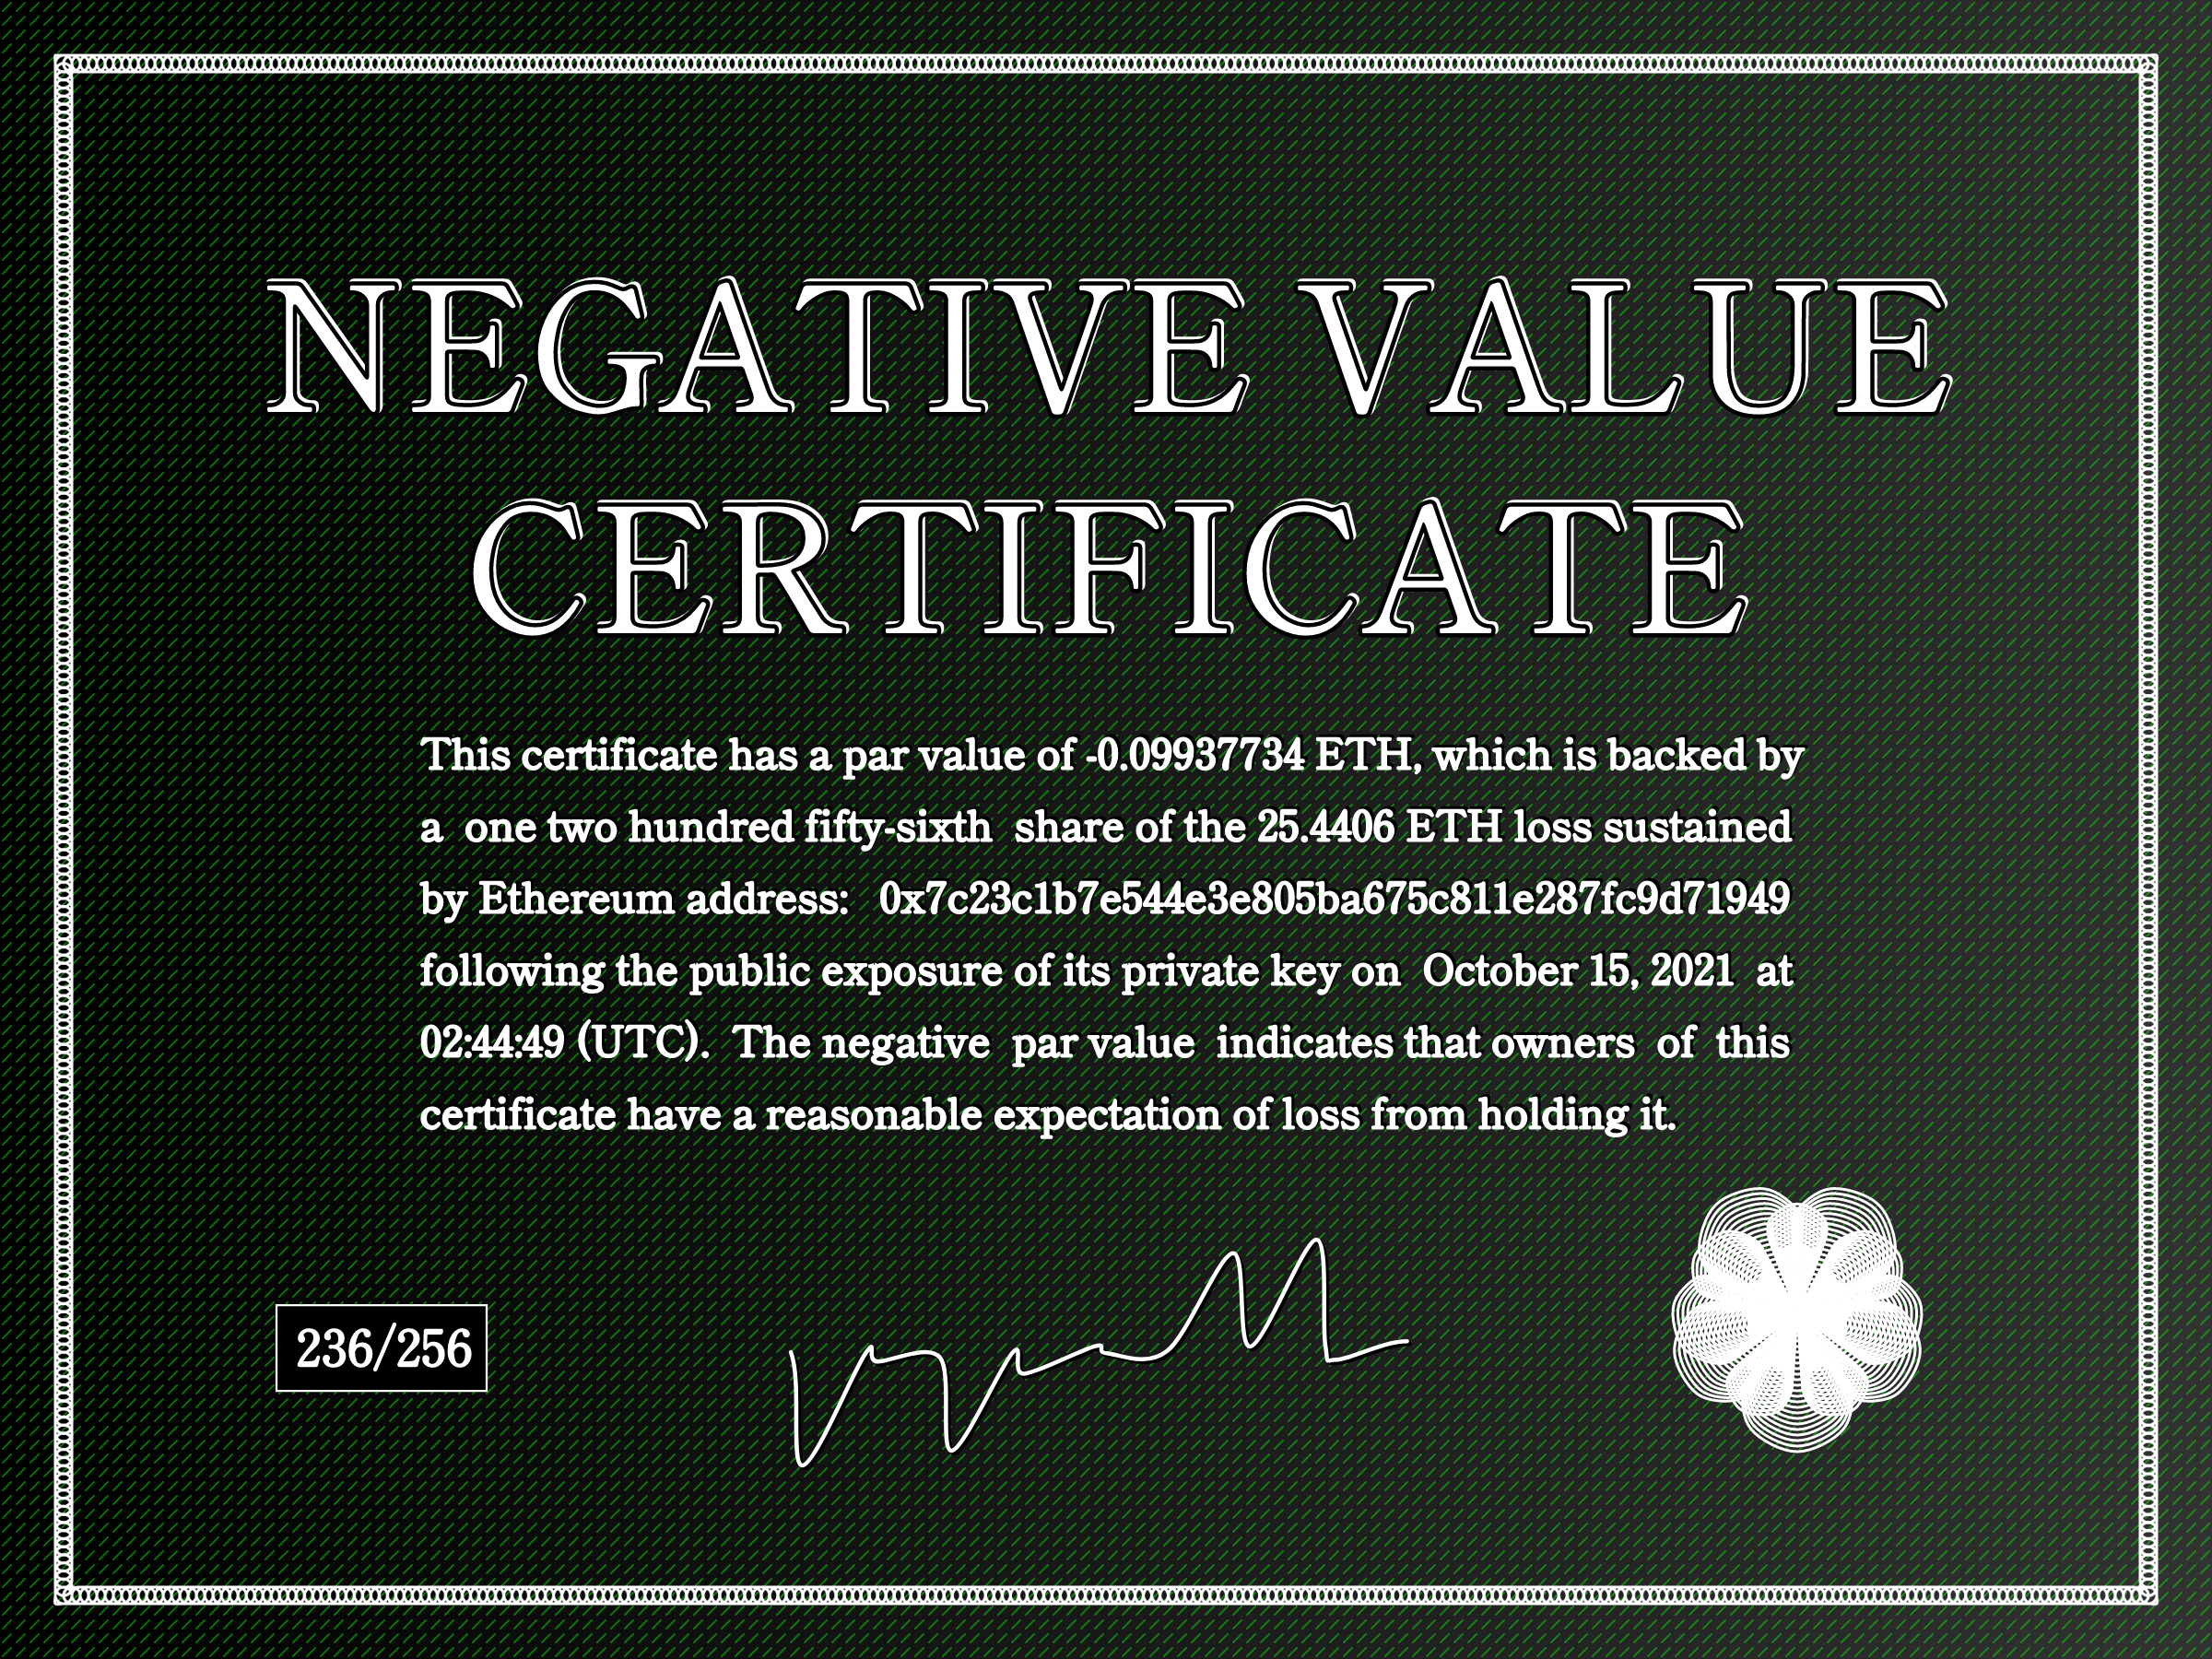 NEGATIVE VALUE
CERTIFICATE
This certificate has a par value of -0.09937734 ETH, which is backed by
a one two hundred fifty-sixth share of the 25.4406 ETH loss sustained
by Ethereum address: 0x7c23c1b7e544e3e805ba675c811e287fc9d71949
following the public exposure of its private key on October 15, 2021 at
02:44:49 (UTC). The negative par value indicates that owners of this
certificate have a reasonable expectation of loss from holding it.
236/256